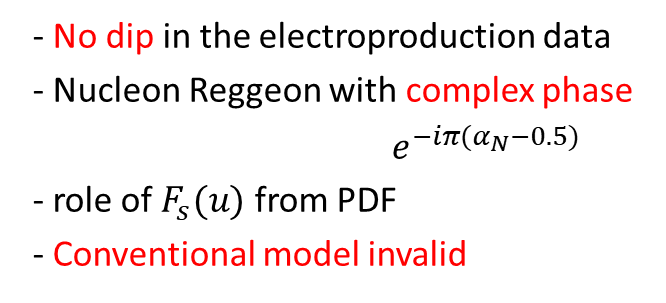 - No dip in the electroproduction data
- Nucleon Reggeon with complex phase
e^{-iπ(α_N-0.5)}
- role of F_s(u) from PDF
- Conventional model invalid